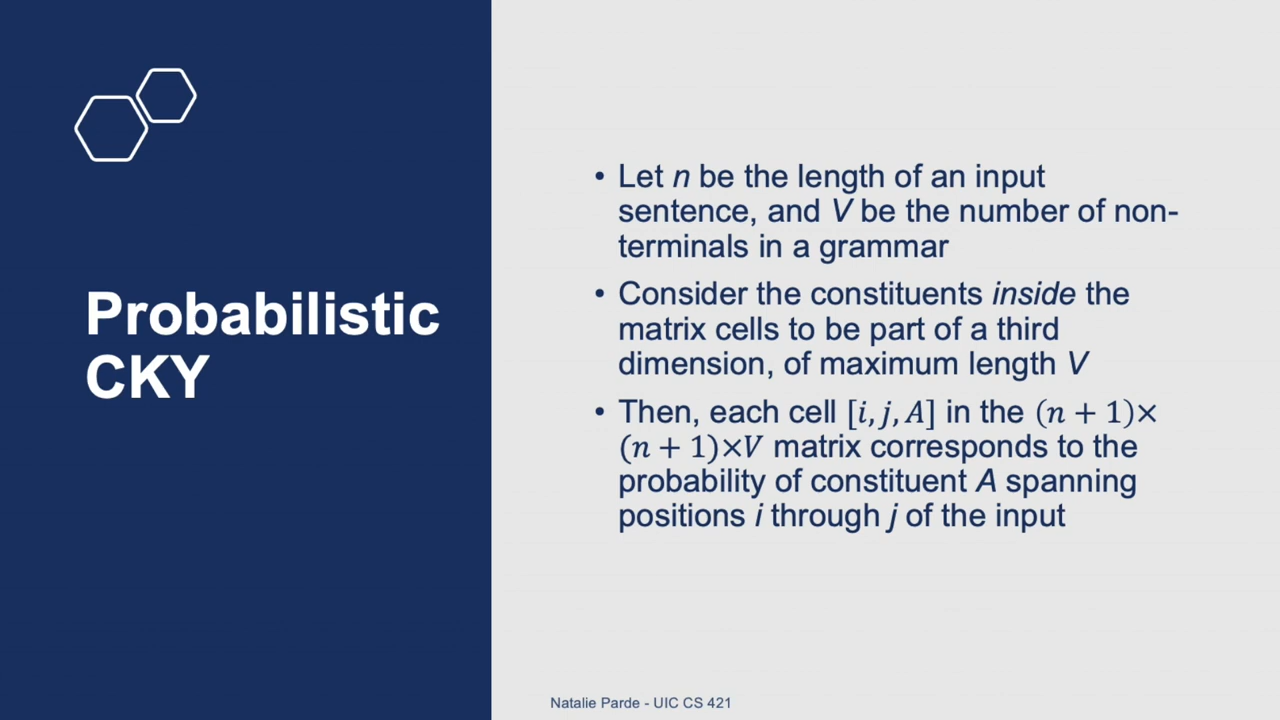 Probabilistic
CKY
• Let n be the length of an input
sentence, and V be the number of non-
terminals in a grammar
• Consider the constituents inside the
matrix cells to be part of a third
dimension, of maximum length V
• Then, each cell [i, j, A] in the (n + 1)×
(n + 1)×V matrix corresponds to the
probability of constituent A spanning
positions i through j of the input
Natalie Parde - UIC CS 421